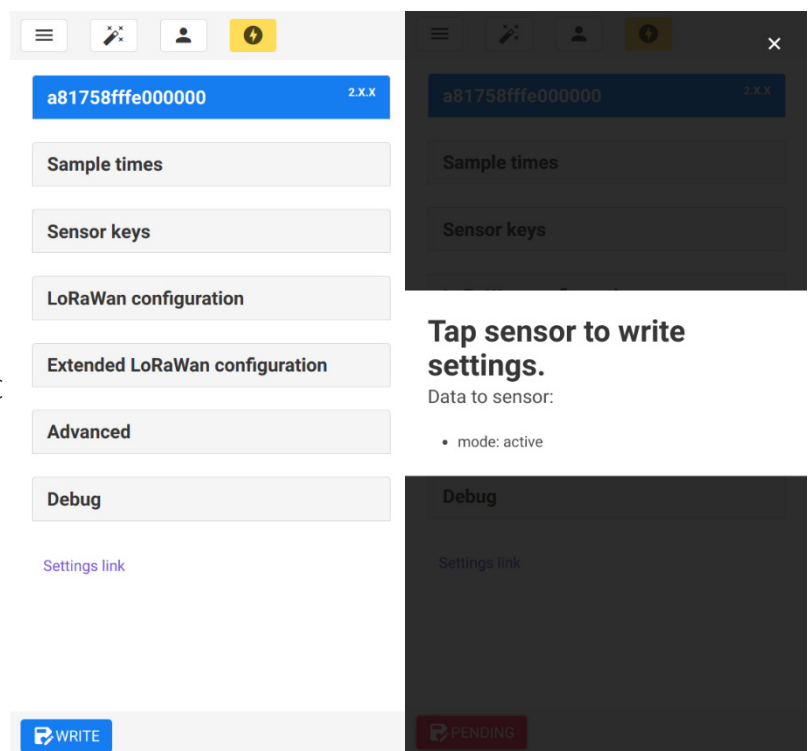 a81758fffe000000 2.X.X
Sample times
Sensor keys
LoRaWan configuration
Extended LoRaWan configuration
Advanced
Debug
Settings link
WRITE
×
a81758fffe000000 2.X.X
Sample times
Sensor keys
Tap sensor to write
settings.
Data to sensor:
• mode: active
Debug
Settings link
PENDING